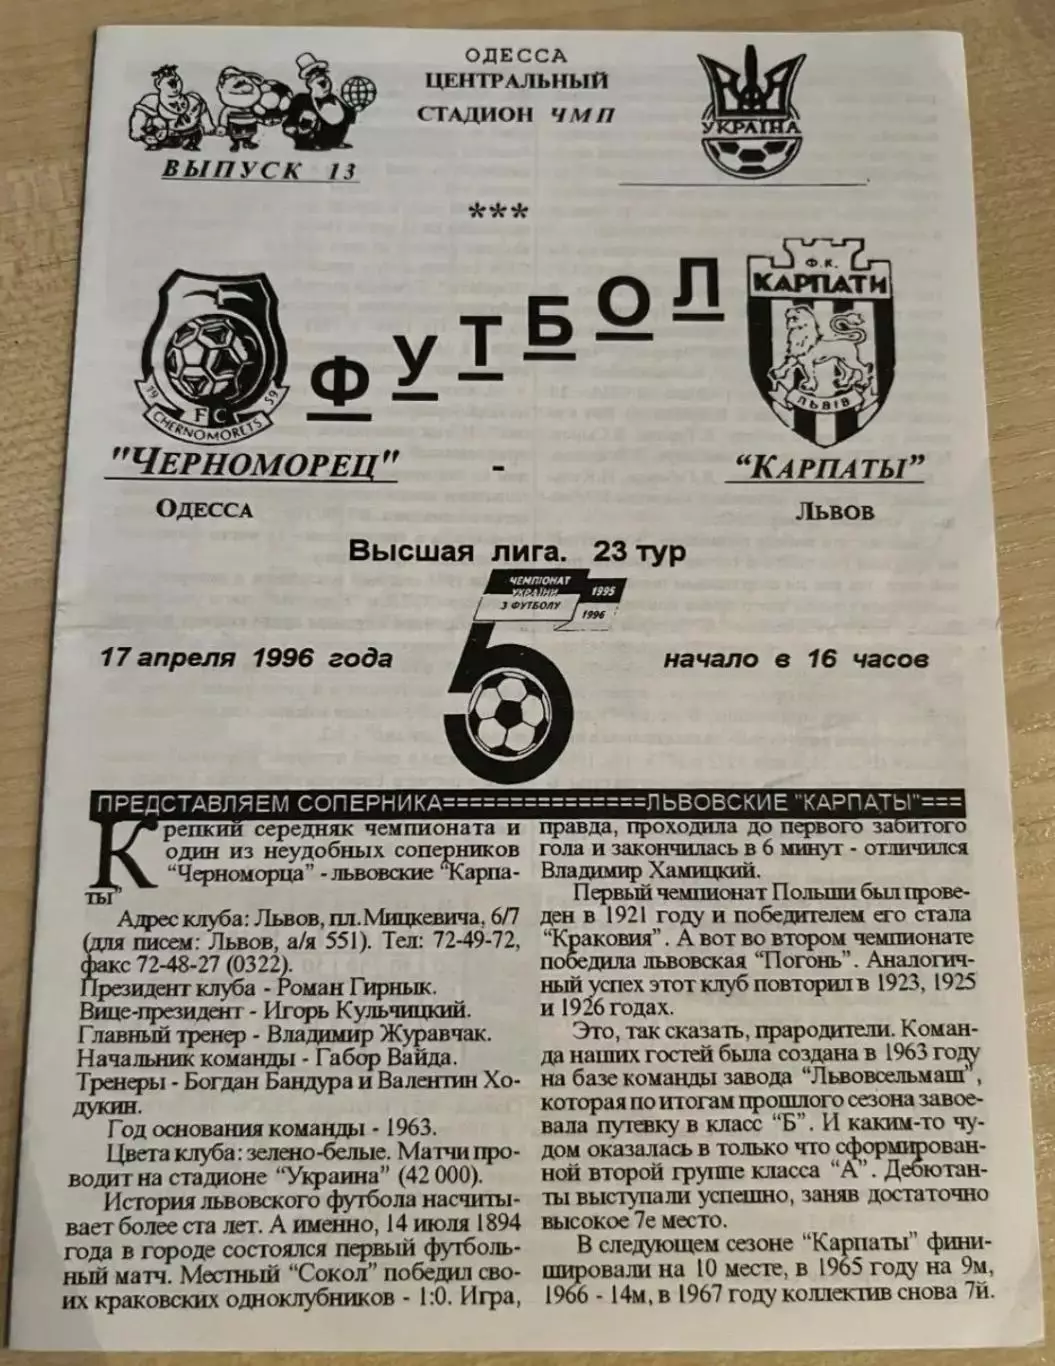 ОДЕССА
ЦЕНТРАЛЬНЫЙ
СТАДИОН ЧМП
УКРАЇНА
ВЫПУСК 13
***
Ф.К.
КАРПАТИ
ЛЬВІВ
ФУТБОЛ
19 FC 59
CHERNOMORETS
"ЧЕРНОМОРЕЦ" - "КАРПАТЫ"
ОДЕССА ЛЬВОВ
Высшая лига. 23 тур
ЧЕМПІОНАТ
УКРАЇНИ 1995
З ФУТБОЛУ 1996
5
17 апреля 1996 года начало в 16 часов
ПРЕДСТАВЛЯЕМ СОПЕРНИКА===============ЛЬВОВСКИЕ "КАРПАТЫ"===
Крепкий середняк чемпионата и
один из неудобных соперников
"Черноморца" - львовские "Карпа-
ты"
Адрес клуба: Львов, пл.Мицкевича, 6/7
(для писем: Львов, а/я 551). Тел: 72-49-72,
факс 72-48-27 (0322).
Президент клуба - Роман Гирнык.
Вице-президент - Игорь Кульчицкий.
Главный тренер - Владимир Журавчак.
Начальник команды - Габор Вайда.
Тренеры - Богдан Бандура и Валентин Хо-
дукин.
Год основания команды - 1963.
Цвета клуба: зелено-белые. Матчи про-
водит на стадионе "Украина" (42 000).
История львовского футбола насчиты-
вает более ста лет. А именно, 14 июля 1894
года в городе состоялся первый футболь-
ный матч. Местный "Сокол" победил сво-
их краковских одноклубников - 1:0. Игра,
правда, проходила до первого забитого
гола и закончилась в 6 минут - отличился
Владимир Хамицкий.
Первый чемпионат Польши был прове-
ден в 1921 году и победителем его стала
"Краковия". А вот во втором чемпионате
победила львовская "Погонь". Аналогич-
ный успех этот клуб повторил в 1923, 1925
и 1926 годах.
Это, так сказать, прародители. Коман-
да наших гостей была создана в 1963 году
на базе команды завода "Львовсельмаш",
которая по итогам прошлого сезона завое-
вала путевку в класс "Б". И каким-то чу-
дом оказалась в только что сформирован-
ной второй группе класса "А". Дебютан-
ты выступали успешно, заняв достаточно
высокое 7е место.
В следующем сезоне "Карпаты" фини-
шировали на 10 месте, в 1965 году на 9м,
1966 - 14м, в 1967 году коллектив снова 7й.